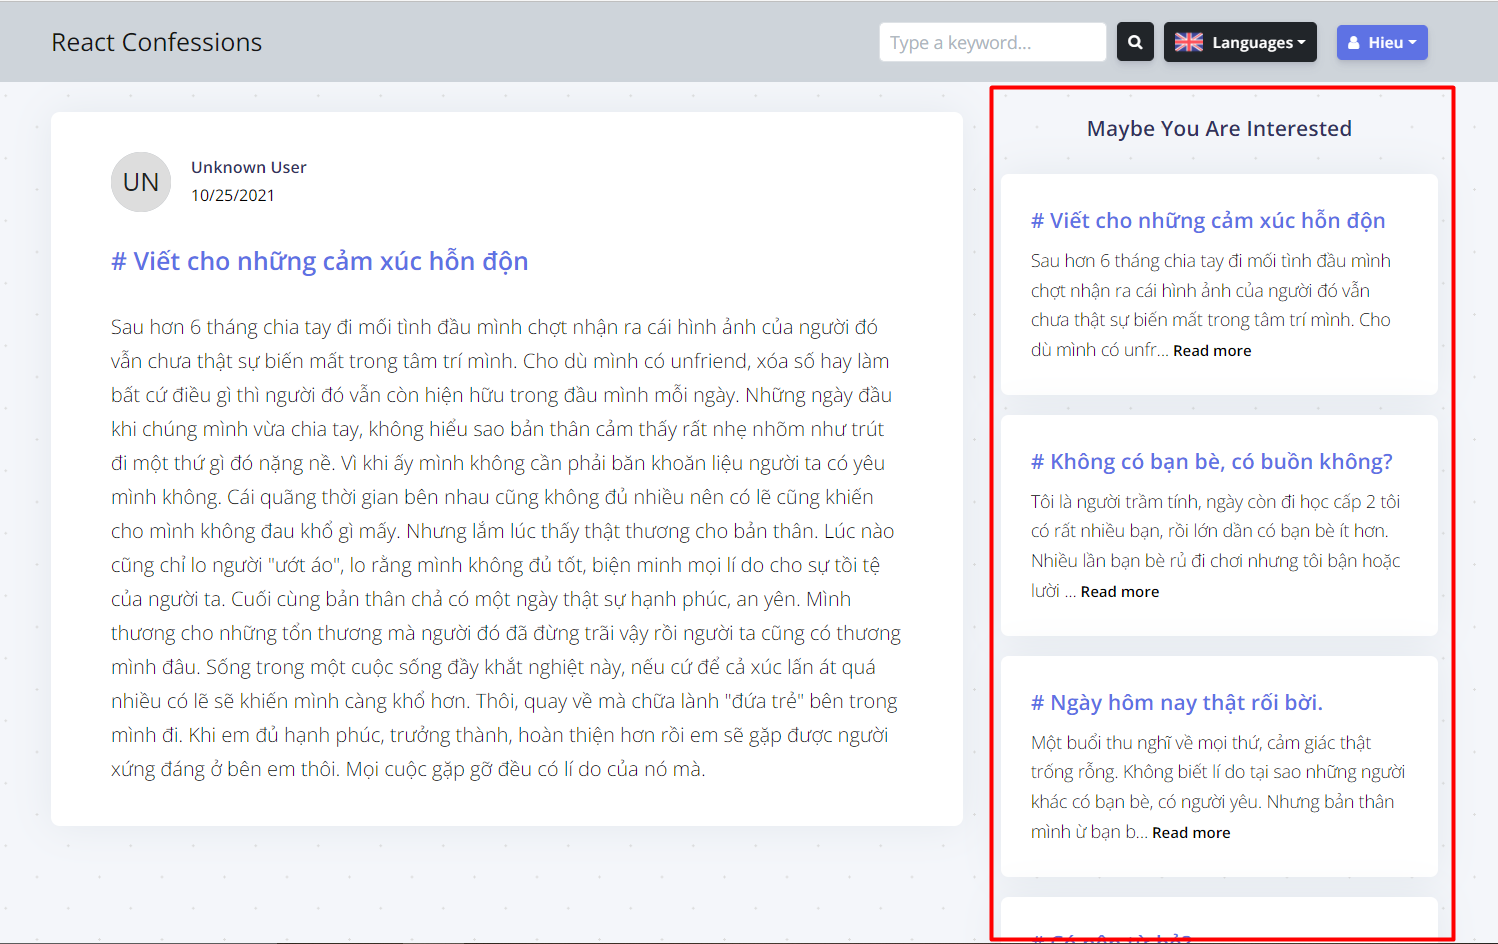 React Confessions
Type a keyword...
Languages
Hieu
UN
Unknown User
10/25/2021
# Viết cho những cảm xúc hỗn độn
Sau hơn 6 tháng chia tay đi mối tình đầu mình chợt nhận ra cái hình ảnh của người đó
vẫn chưa thật sự biến mất trong tâm trí mình. Cho dù mình có unfriend, xóa số hay làm
bất cứ điều gì thì người đó vẫn còn hiện hữu trong đầu mình mỗi ngày. Những ngày đầu
khi chúng mình vừa chia tay, không hiểu sao bản thân cảm thấy rất nhẹ nhõm như trút
đi một thứ gì đó nặng nề. Vì khi ấy mình không cần phải băn khoăn liệu người ta có yêu
mình không. Cái quãng thời gian bên nhau cũng không đủ nhiều nên có lẽ cũng khiến
cho mình không đau khổ gì mấy. Nhưng lắm lúc thấy thật thương cho bản thân. Lúc nào
cũng chỉ lo người "ướt áo", lo rằng mình không đủ tốt, biện minh mọi lí do cho sự tồi tệ
của người ta. Cuối cùng bản thân chả có một ngày thật sự hạnh phúc, an yên. Mình
thương cho những tổn thương mà người đó đã đừng trãi vậy rồi người ta cũng có thương
mình đâu. Sống trong một cuộc sống đầy khắt nghiệt này, nếu cứ để cả xúc lấn át quá
nhiều có lẽ sẽ khiến mình càng khổ hơn. Thôi, quay về mà chữa lành "đứa trẻ" bên trong
mình đi. Khi em đủ hạnh phúc, trưởng thành, hoàn thiện hơn rồi em sẽ gặp được người
xứng đáng ở bên em thôi. Mọi cuộc gặp gỡ đều có lí do của nó mà.
Maybe You Are Interested
# Viết cho những cảm xúc hỗn độn
Sau hơn 6 tháng chia tay đi mối tình đầu mình
chợt nhận ra cái hình ảnh của người đó vẫn
chưa thật sự biến mất trong tâm trí mình. Cho
dù mình có unfr... Read more
# Không có bạn bè, có buồn không?
Tôi là người trầm tính, ngày còn đi học cấp 2 tôi
có rất nhiều bạn, rồi lớn dần có bạn bè ít hơn.
Nhiều lần bạn bè rủ đi chơi nhưng tôi bận hoặc
lười ... Read more
# Ngày hôm nay thật rối bời.
Một buổi thu nghĩ về mọi thứ, cảm giác thật
trống rỗng. Không biết lí do tại sao những người
khác có bạn bè, có người yêu. Nhưng bản thân
mình ừ bạn b... Read more